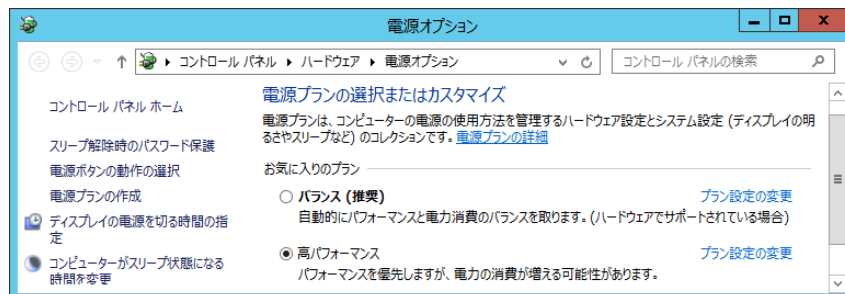 電源オプション
コントロール パネル ハードウェア 電源オプション
コントロール パネルの検索
コントロール パネル ホーム
スリープ解除時のパスワード保護
電源ボタンの動作の選択
電源プランの作成
ディスプレイの電源を切る時間の指
定
コンピューターがスリープ状態になる
時間を変更
電源プランの選択またはカスタマイズ
電源プランは、コンピューターの電源の使用方法を管理するハードウェア設定とシステム設定 (ディスプレイの明
るさやスリープなど) のコレクションです。電源プランの詳細
お気に入りのプラン
バランス (推奨) プラン設定の変更
自動的にパフォーマンスと電力消費のバランスを取ります。(ハードウェアでサポートされている場合)
高パフォーマンス プラン設定の変更
パフォーマンスを優先しますが、電力の消費が増える可能性があります。